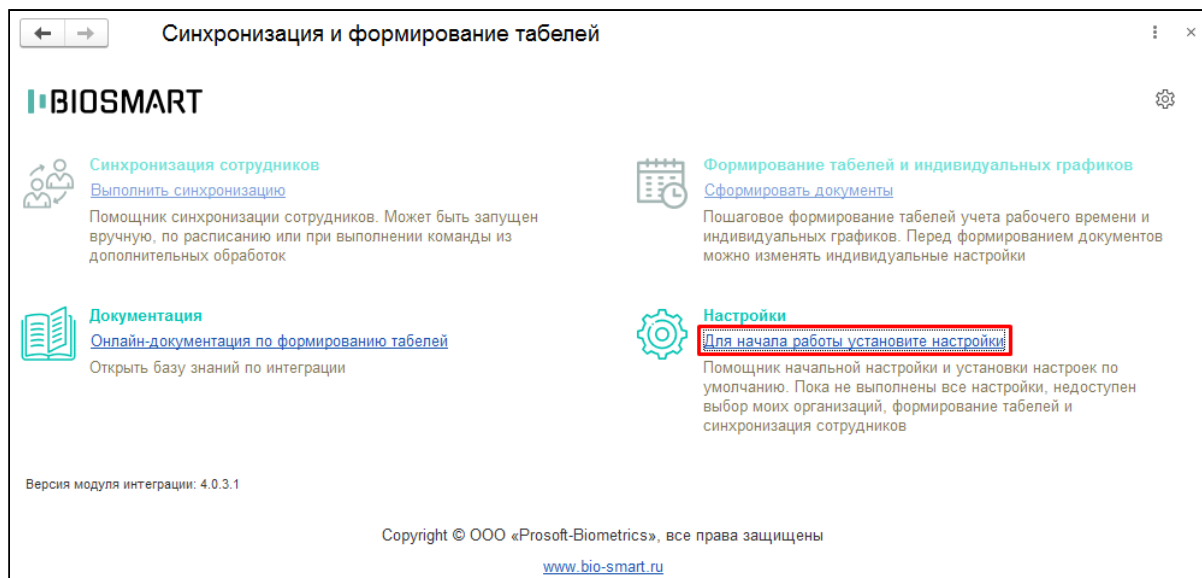 Синхронизация и формирование табелей
BIOSMART
Синхронизация сотрудников
Выполнить синхронизацию
Помощник синхронизации сотрудников. Может быть запущен
вручную, по расписанию или при выполнении команды из
дополнительных обработок
Формирование табелей и индивидуальных графиков
Сформировать документы
Пошаговое формирование табелей учета рабочего времени и
индивидуальных графиков. Перед формированием документов
можно изменять индивидуальные настройки
Документация
Онлайн-документация по формированию табелей
Открыть базу знаний по интеграции
Настройки
Для начала работы установите настройки
Помощник начальной настройки и установки настроек по
умолчанию. Пока не выполнены все настройки, недоступен
выбор моих организаций, формирование табелей и
синхронизация сотрудников
Версия модуля интеграции: 4.0.3.1
Copyright © ООО «Prosoft-Biometrics», все права защищены
www.bio-smart.ru